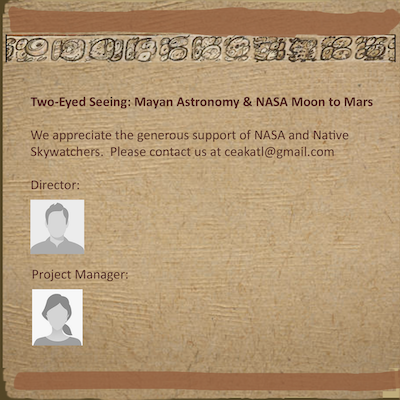 Two-Eyed Seeing: Mayan Astronomy & NASA Moon to Mars
We appreciate the generous support of NASA and Native
Skywatchers.  Please contact us at ceakatl@gmail.com
Director:
Project Manager: